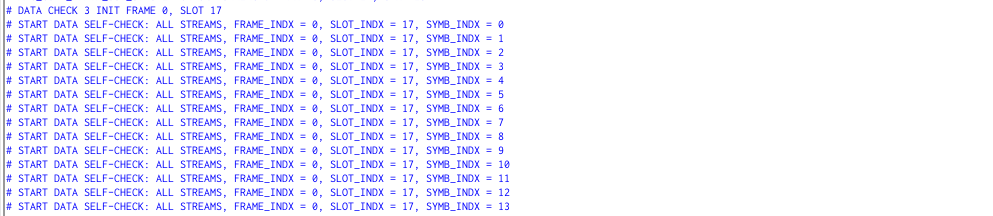 # DATA CHECK 3 INIT FRAME 0, SLOT 17
# START DATA SELF-CHECK: ALL STREAMS, FRAME_INDX = 0, SLOT_INDX = 17, SYMB_INDX = 0
# START DATA SELF-CHECK: ALL STREAMS, FRAME_INDX = 0, SLOT_INDX = 17, SYMB_INDX = 1
# START DATA SELF-CHECK: ALL STREAMS, FRAME_INDX = 0, SLOT_INDX = 17, SYMB_INDX = 2
# START DATA SELF-CHECK: ALL STREAMS, FRAME_INDX = 0, SLOT_INDX = 17, SYMB_INDX = 3
# START DATA SELF-CHECK: ALL STREAMS, FRAME_INDX = 0, SLOT_INDX = 17, SYMB_INDX = 4
# START DATA SELF-CHECK: ALL STREAMS, FRAME_INDX = 0, SLOT_INDX = 17, SYMB_INDX = 5
# START DATA SELF-CHECK: ALL STREAMS, FRAME_INDX = 0, SLOT_INDX = 17, SYMB_INDX = 6
# START DATA SELF-CHECK: ALL STREAMS, FRAME_INDX = 0, SLOT_INDX = 17, SYMB_INDX = 7
# START DATA SELF-CHECK: ALL STREAMS, FRAME_INDX = 0, SLOT_INDX = 17, SYMB_INDX = 8
# START DATA SELF-CHECK: ALL STREAMS, FRAME_INDX = 0, SLOT_INDX = 17, SYMB_INDX = 9
# START DATA SELF-CHECK: ALL STREAMS, FRAME_INDX = 0, SLOT_INDX = 17, SYMB_INDX = 10
# START DATA SELF-CHECK: ALL STREAMS, FRAME_INDX = 0, SLOT_INDX = 17, SYMB_INDX = 11
# START DATA SELF-CHECK: ALL STREAMS, FRAME_INDX = 0, SLOT_INDX = 17, SYMB_INDX = 12
# START DATA SELF-CHECK: ALL STREAMS, FRAME_INDX = 0, SLOT_INDX = 17, SYMB_INDX = 13